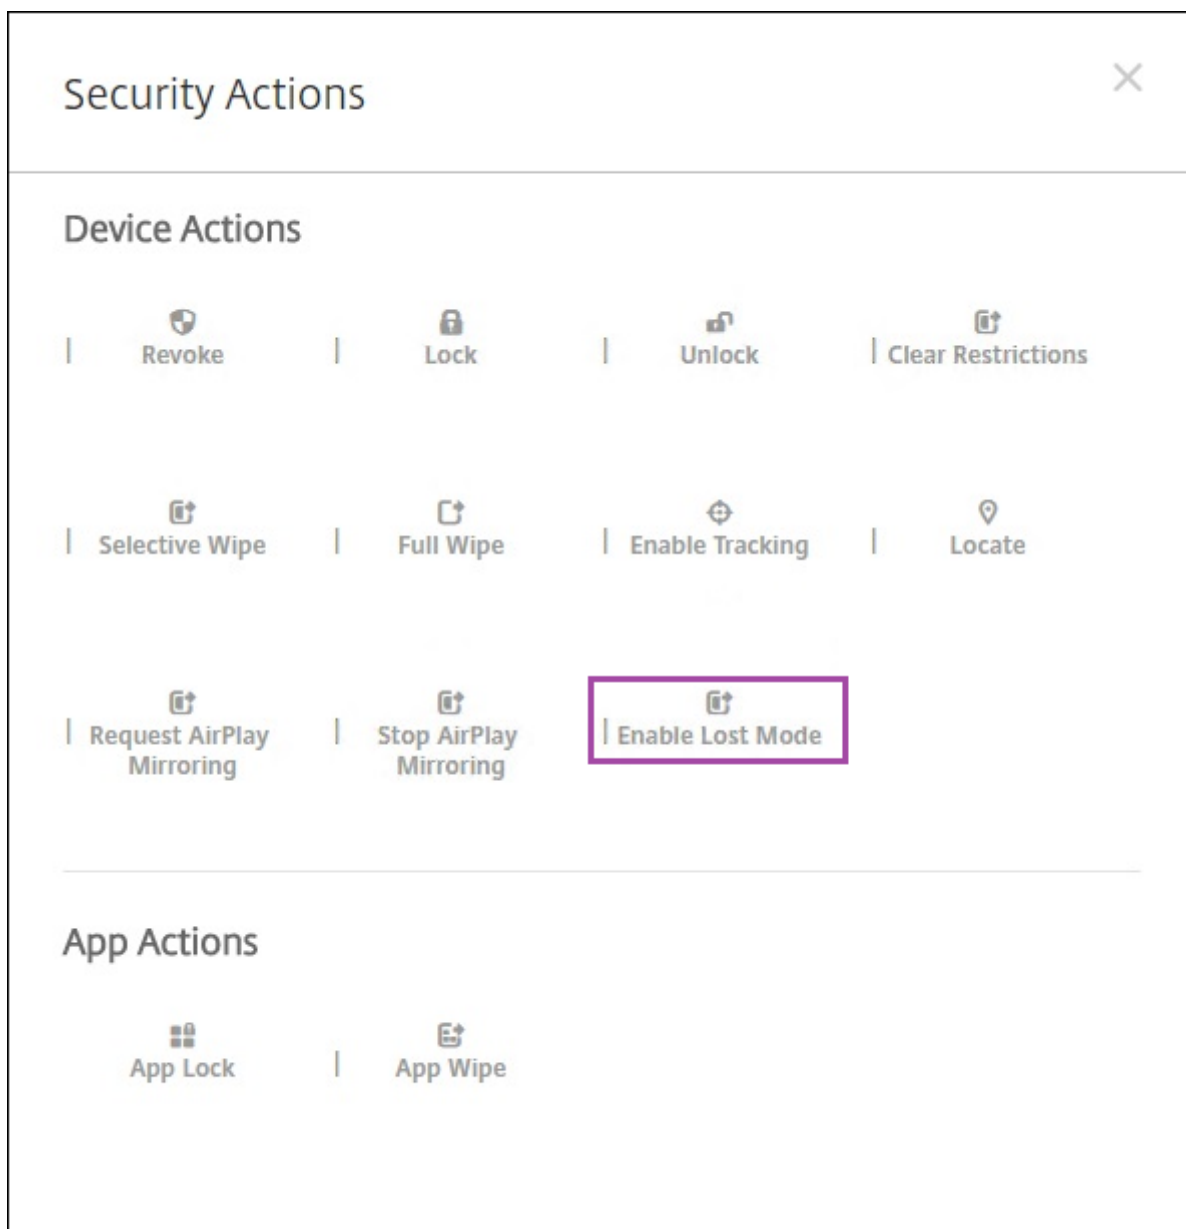 Security Actions
Device Actions
Revoke
Lock
Unlock
Clear Restrictions
Selective Wipe
Full Wipe
Enable Tracking
Locate
Request AirPlay
Mirroring
Stop AirPlay
Mirroring
Enable Lost Mode
App Actions
App Lock
App Wipe